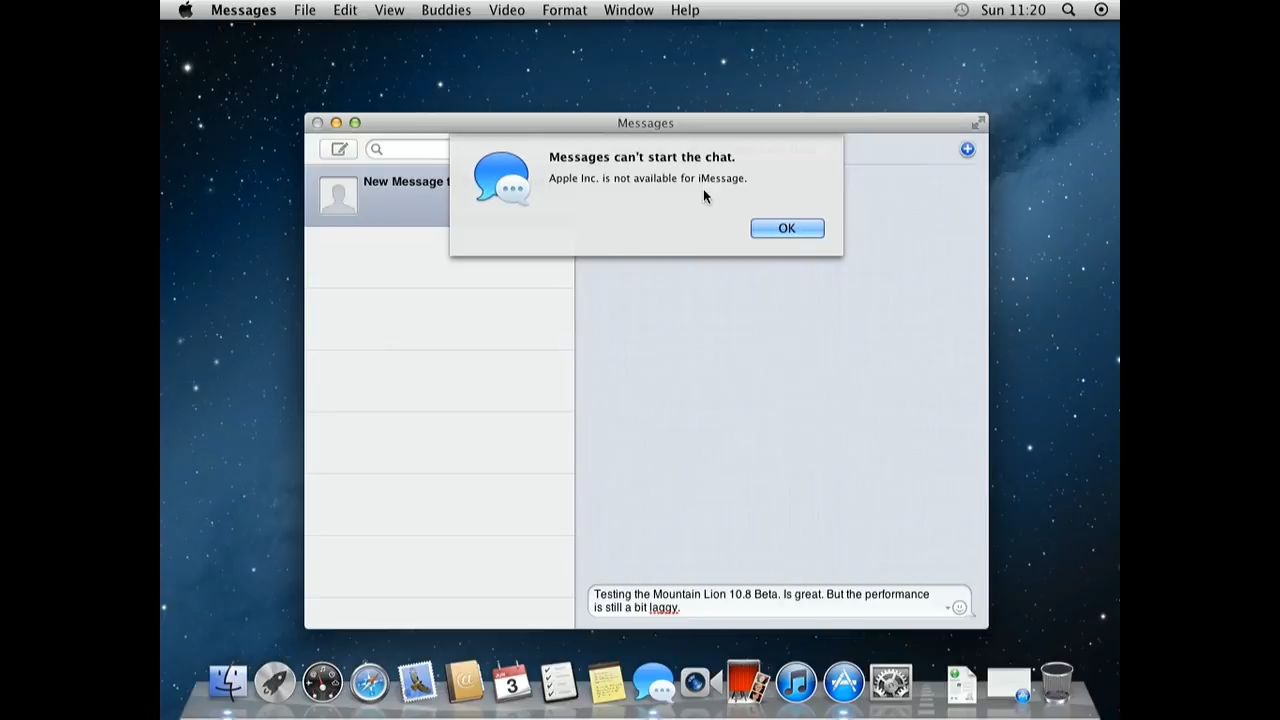 Messages File Edit View Buddies Video Format Window Help Sun 11:20
Messages
New Message t
Messages can't start the chat.
Apple Inc. is not available for iMessage.
OK
Testing the Mountain Lion 10.8 Beta. Is great. But the performance
is still a bit laggy.
3